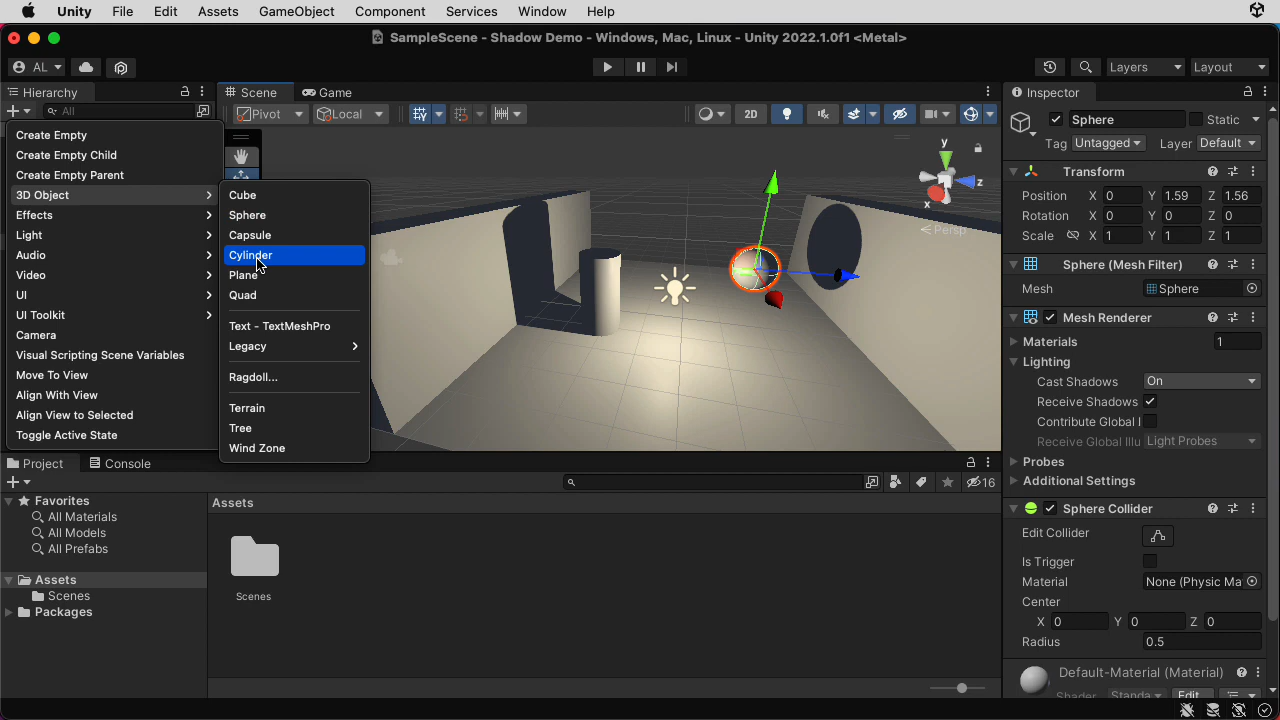 Unity File Edit Assets GameObject Component Services Window Help
SampleScene - Shadow Demo - Windows, Mac, Linux - Unity 2022.1.0f1 <Metal>
AL
Layers
Layout
Hierarchy
All
Create Empty
Create Empty Child
Create Empty Parent
3D Object
Effects
Light
Audio
Video
UI
UI Toolkit
Camera
Visual Scripting Scene Variables
Move To View
Align With View
Align View to Selected
Toggle Active State
Cube
Sphere
Capsule
Cylinder
Plane
Quad
Text - TextMeshPro
Legacy
Ragdoll...
Terrain
Tree
Wind Zone
Scene
Game
Pivot
Local
2D
y
z
x
Persp
Inspector
Sphere
Static
Tag Untagged
Layer Default
Transform
Position X 0 Y 1.59 Z 1.56
Rotation X 0 Y 0 Z 0
Scale X 1 Y 1 Z 1
Sphere (Mesh Filter)
Mesh Sphere
Mesh Renderer
Materials 1
Lighting
Cast Shadows On
Receive Shadows
Contribute Global I
Receive Global Illu Light Probes
Probes
Additional Settings
Sphere Collider
Edit Collider
Is Trigger
Material None (Physic Ma
Center
X 0 Y 0 Z 0
Radius 0.5
Default-Material (Material)
Shader Standa Edit...
Project
Console
16
Favorites
All Materials
All Models
All Prefabs
Assets
Scenes
Packages
Assets
Scenes